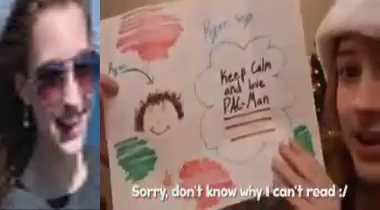 Keep Calm
and love
PAC-Man
Sorry, don't know why I can't read :/